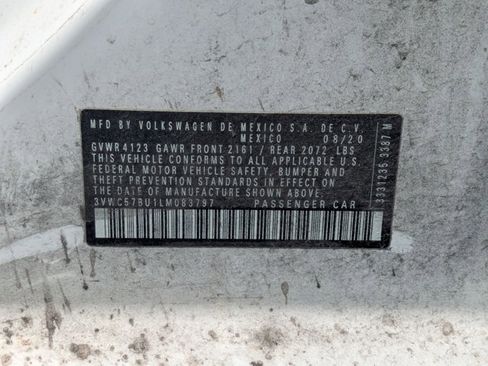 MFD BY VOLKSWAGEN DE MEXICO S.A. DE C.V.
MEXICO 08/20
GVWR 4123 GAWR FRONT 2161 / REAR 2072 LBS
THIS VEHICLE CONFORMS TO ALL APPLICABLE U.S.
FEDERAL MOTOR VEHICLE SAFETY, BUMPER AND
THEFT PREVENTION STANDARDS IN EFFECT ON THE
DATE OF MANUFACTURE SHOWN ABOVE.
3VWC57BU1LM083797 PASSENGER CAR